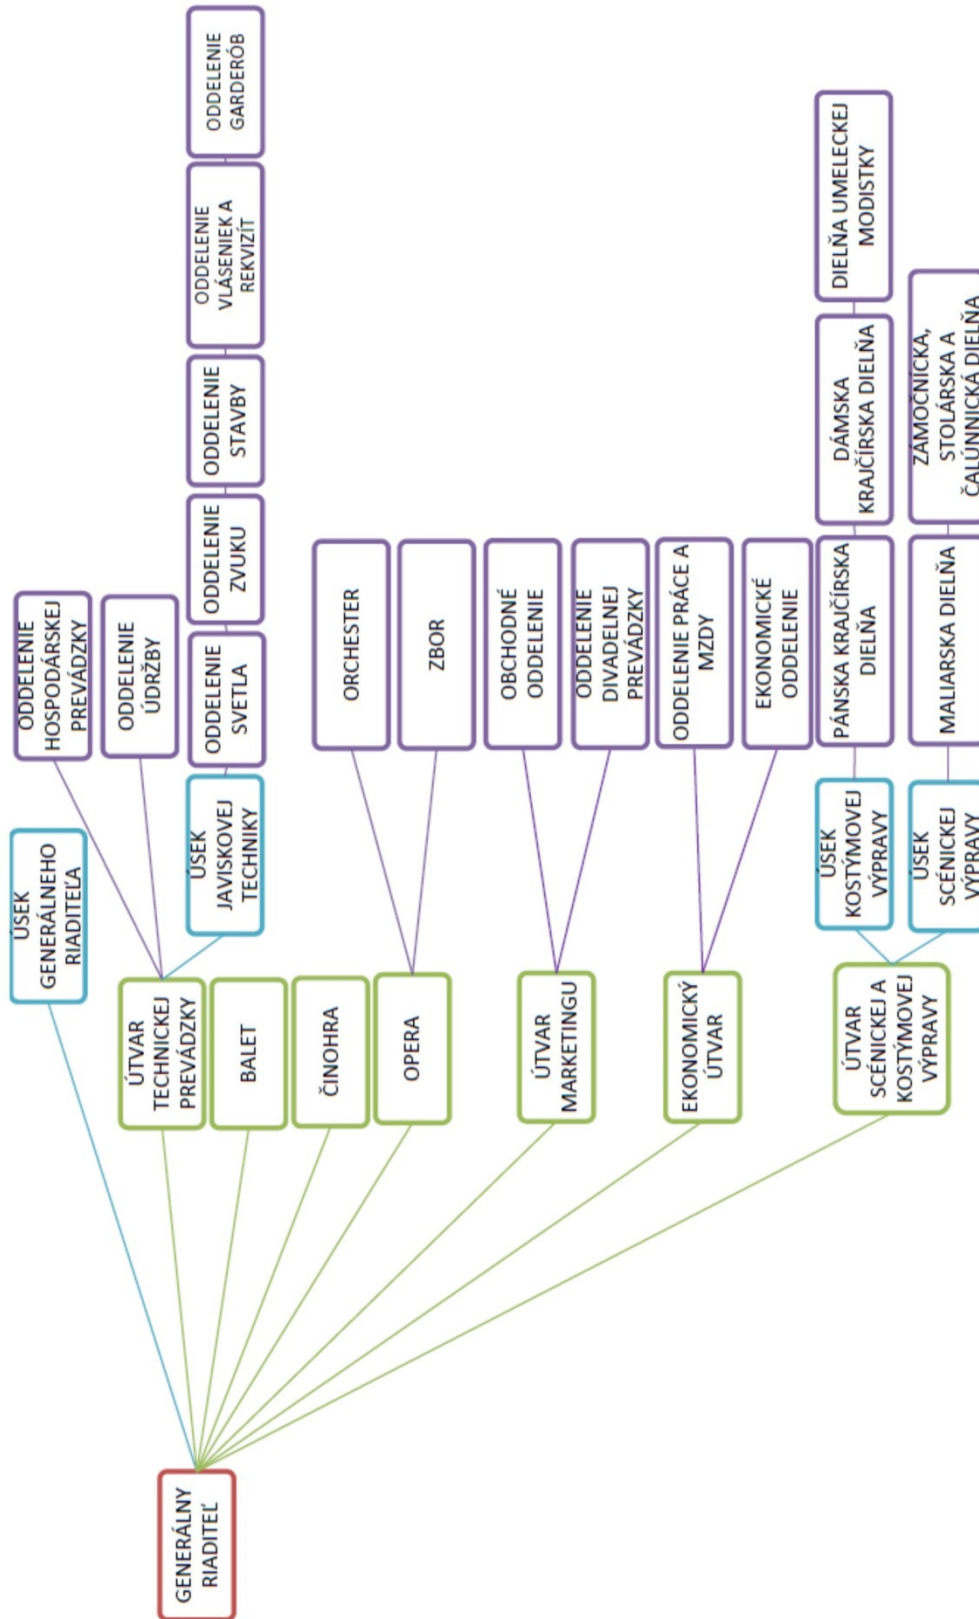 GENERÁLNY
RIADITEĽ
ÚSEK
GENERÁLNEHO
RIADITEĽA
ÚTVAR
TECHNICKEJ
PREVÁDZKY
ODDELENIE
HOSPODÁRSKEJ
PREVÁDZKY
ODDELENIE
ÚDRŽBY
ÚSEK
JAVISKOVEJ
TECHNIKY
ODDELENIE
SVETLA
ODDELENIE
ZVUKU
ODDELENIE
STAVBY
ODDELENIE
VLÁSENIEK A
REKVIZÍT
ODDELENIE
GARDERÓB
BALET
ČINOHRA
OPERA
ORCHESTER
ZBOR
ÚTVAR
MARKETINGU
OBCHODNÉ
ODDELENIE
ODDELENIE
DIVADELNEJ
PREVÁDZKY
EKONOMICKÝ
ÚTVAR
ODDELENIE PRÁCE A
MZDY
EKONOMICKÉ
ODDELENIE
ÚTVAR
SCÉNICKEJ A
KOSTÝMOVEJ
VÝPRAVY
ÚSEK
KOSTÝMOVEJ
VÝPRAVY
PÁNSKA KRAJČÍRSKA
DIELŇA
DÁMSKA
KRAJČÍRSKA DIELŇA
DIELŇA UMELECKEJ
MODISTKY
ÚSEK
SCÉNICKEJ
VÝPRAVY
MALIARSKA DIELŇA
ZÁMOČNÍCKA,
STOLÁRSKA A
ČALÚNNICKÁ DIELŇA